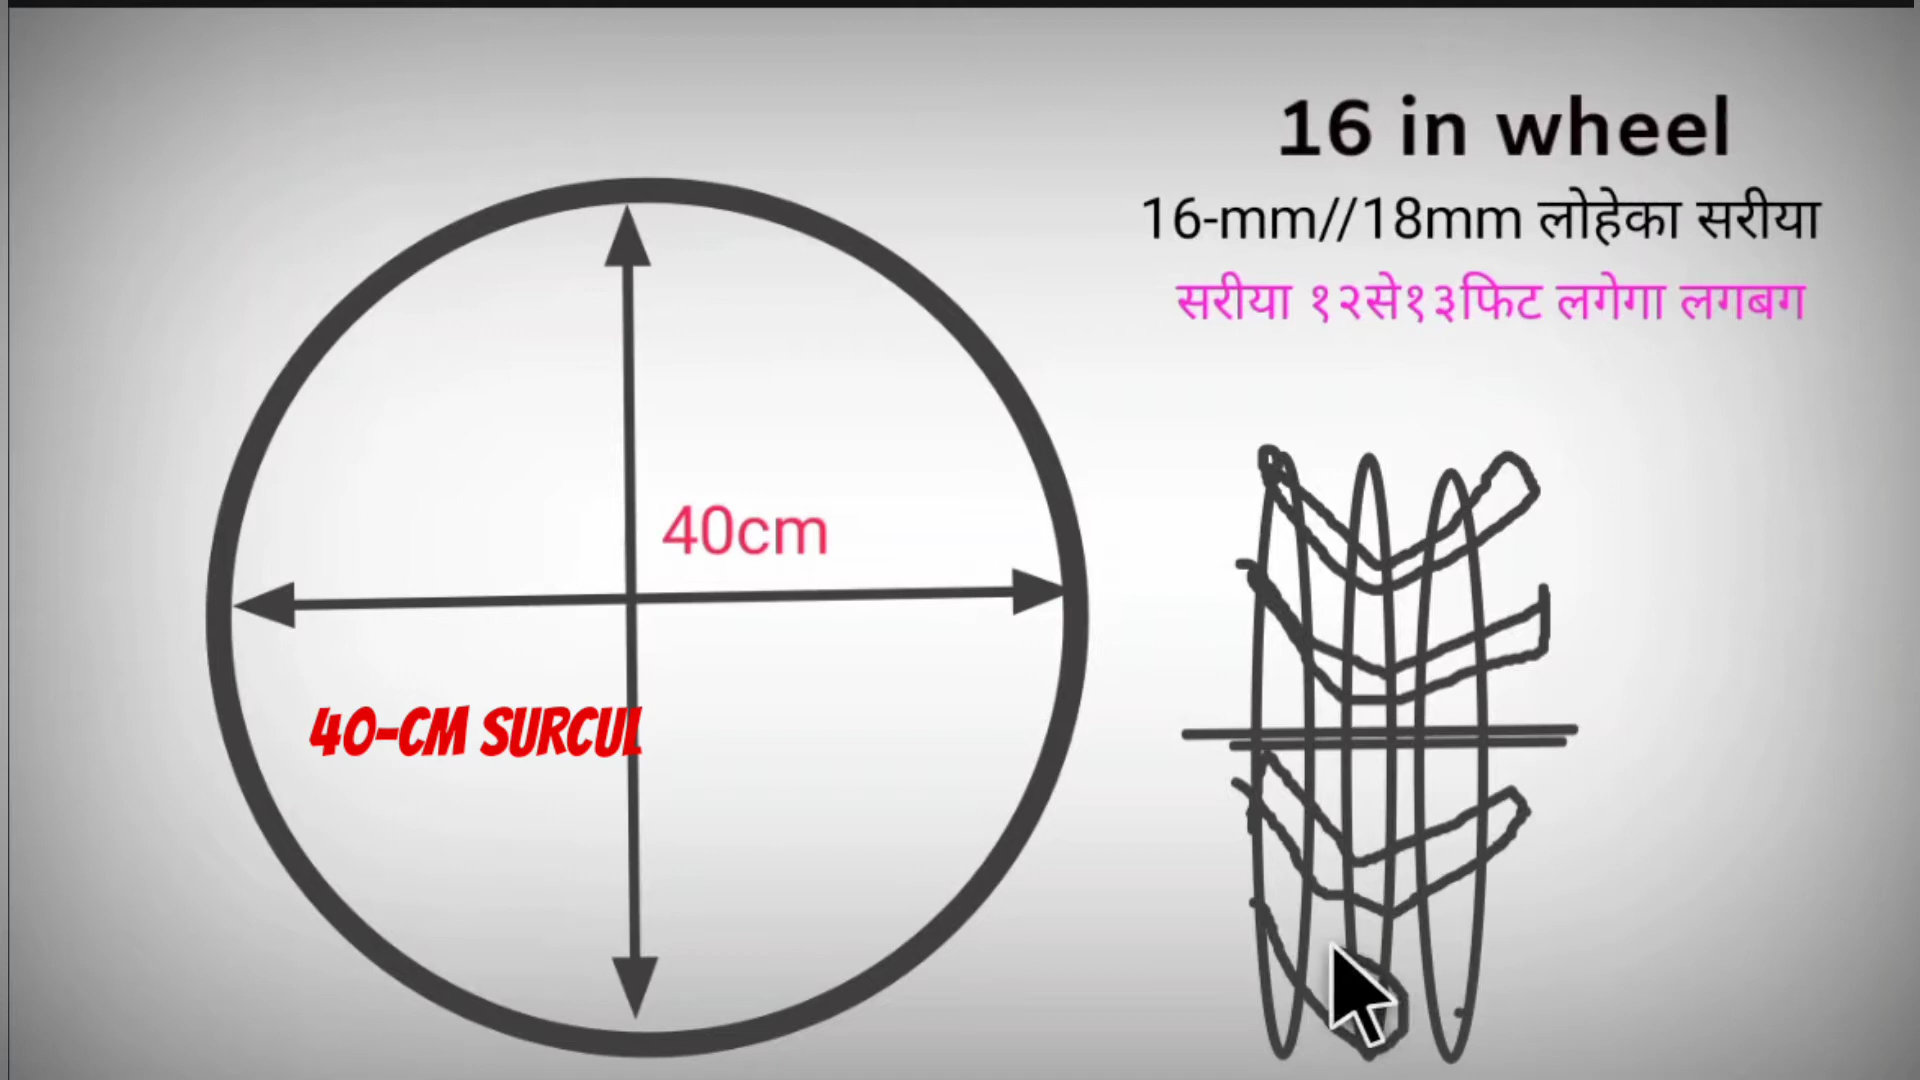 16 in wheel
16-mm//18mm लोहेका सरीया
सरीया १२से१३फिट लगेगा लगबग
40cm
40-CM SURCUL